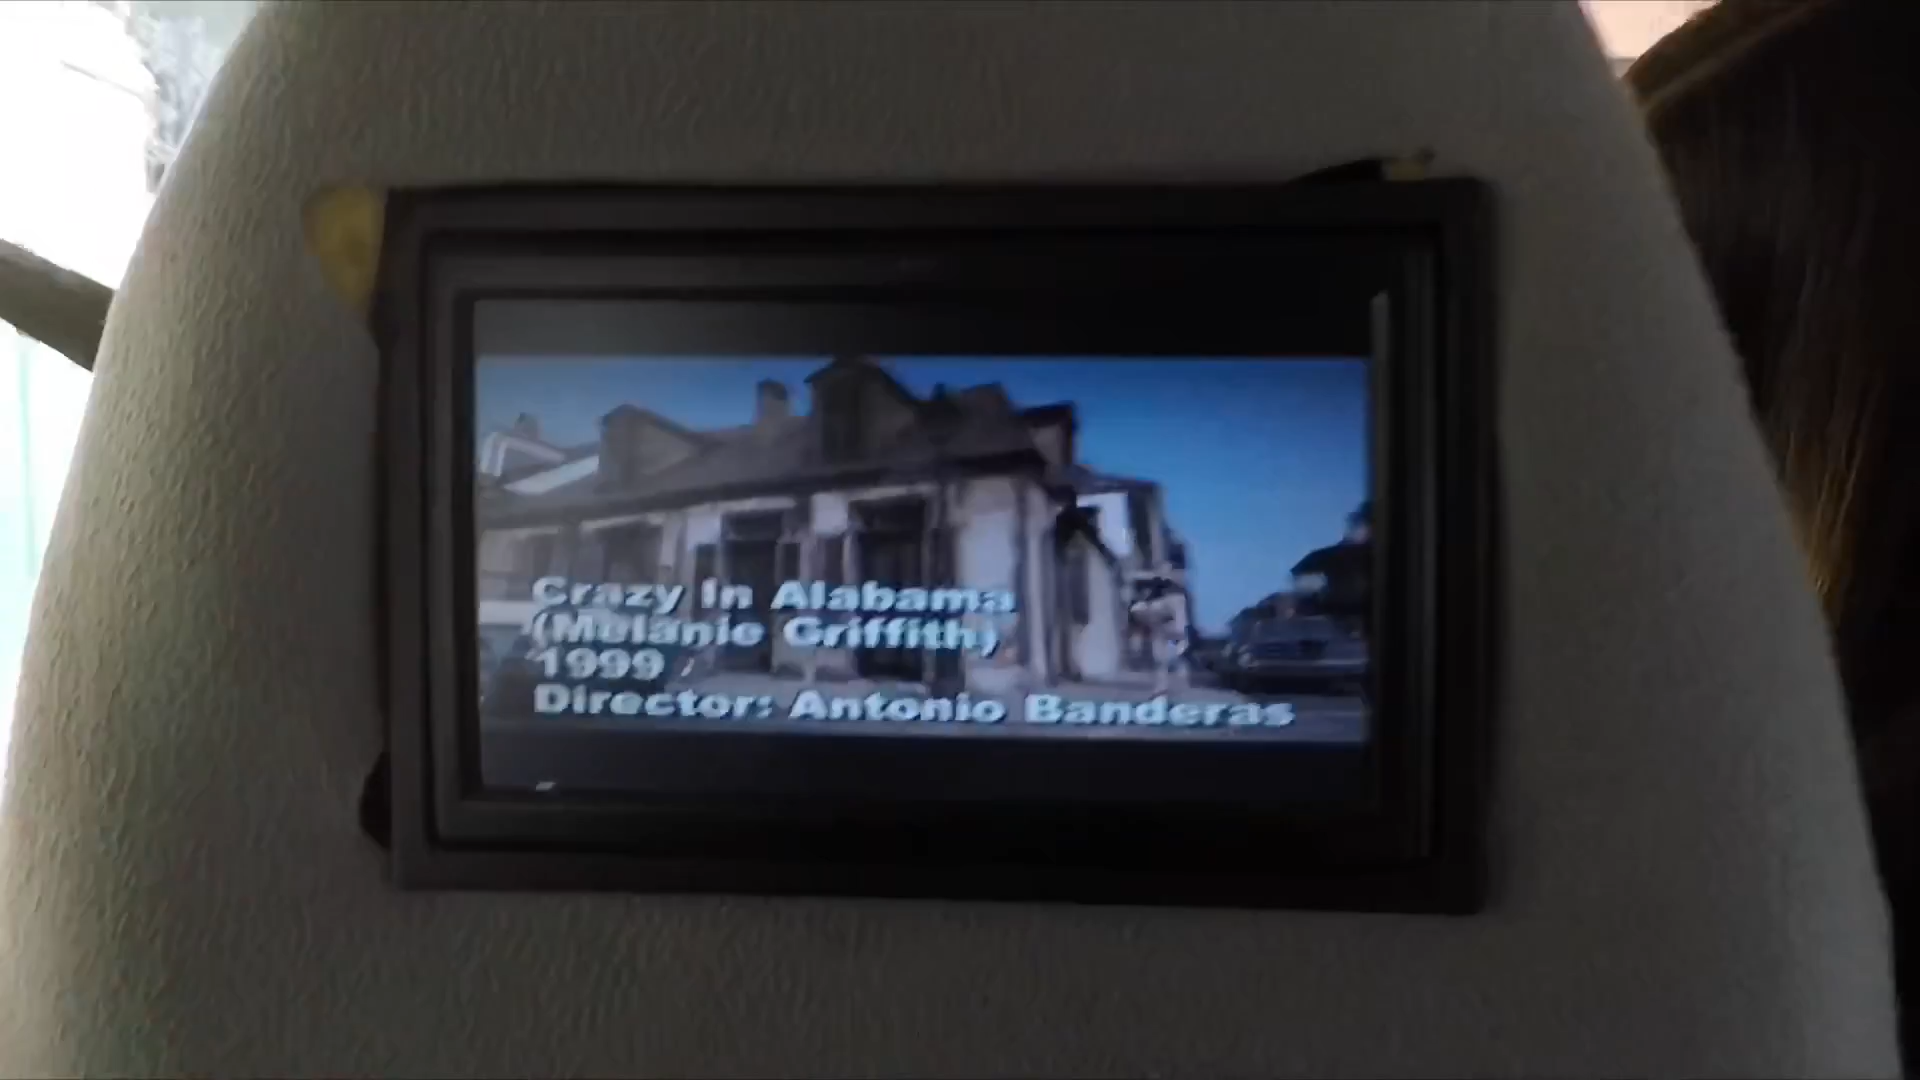 Crazy In Alabama
(Melanie Griffith)
1999
Director: Antonio Banderas